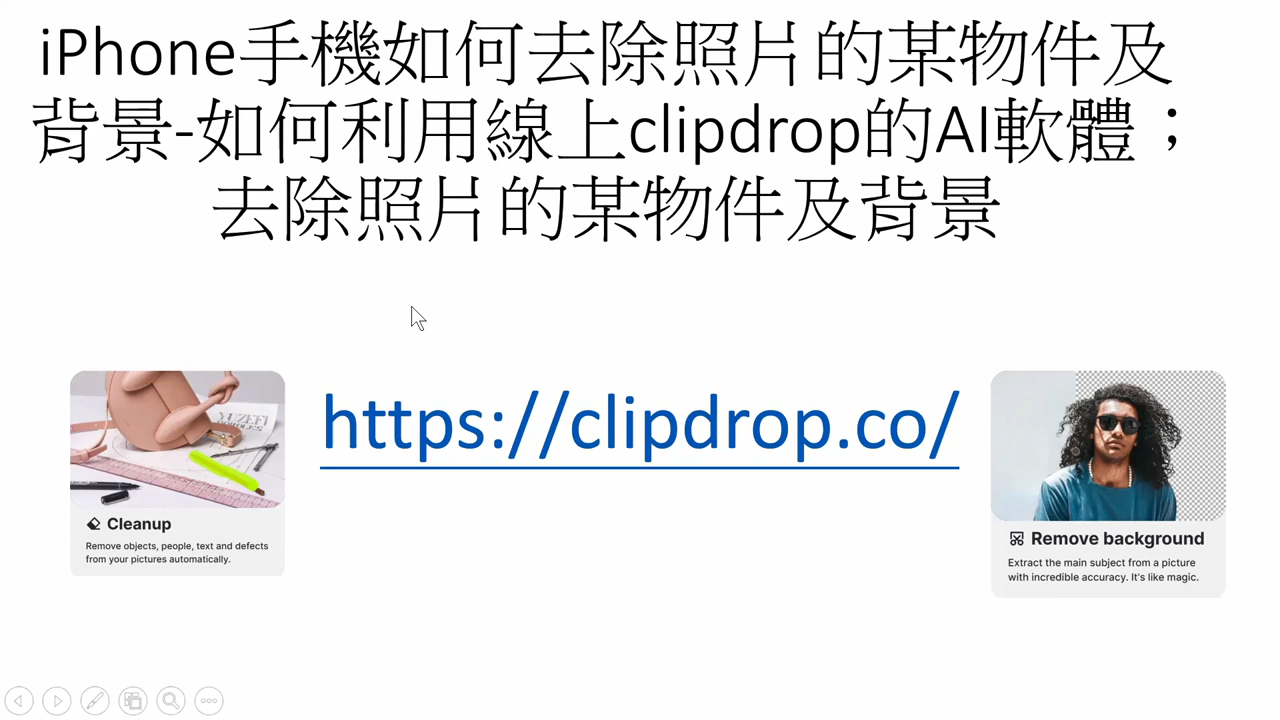 iPhone手機如何去除照片的某物件及
背景-如何利用線上clipdrop的AI軟體；
去除照片的某物件及背景
https://clipdrop.co/
Cleanup
Remove objects, people, text and defects
from your pictures automatically.
Remove background
Extract the main subject from a picture
with incredible accuracy. It's like magic.